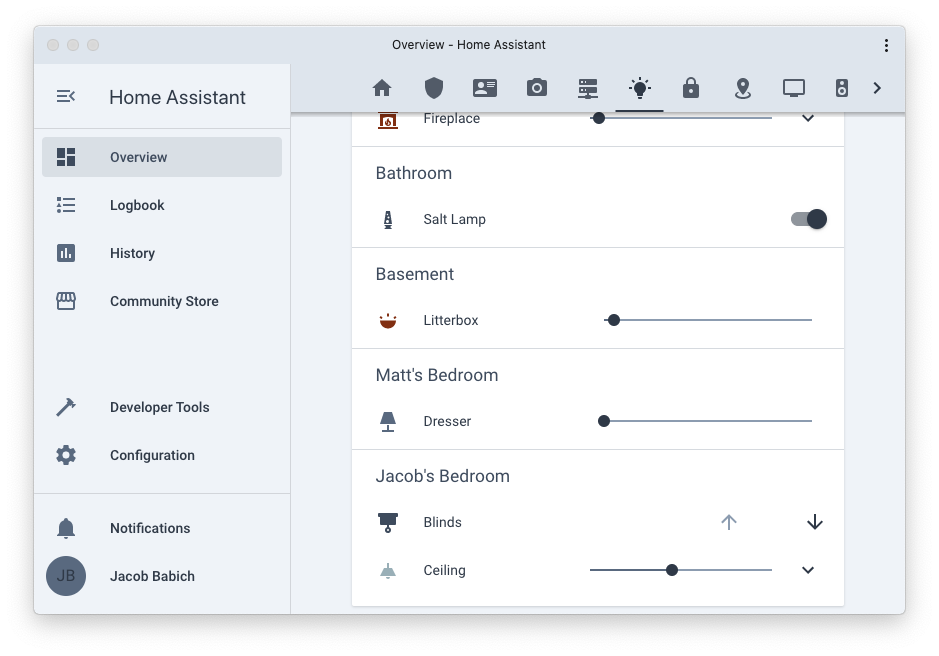 Overview - Home Assistant
Home Assistant
Overview
Logbook
History
Community Store
Developer Tools
Configuration
Notifications
JB
Jacob Babich
Fireplace
Bathroom
Salt Lamp
Basement
Litterbox
Matt's Bedroom
Dresser
Jacob's Bedroom
Blinds
Ceiling